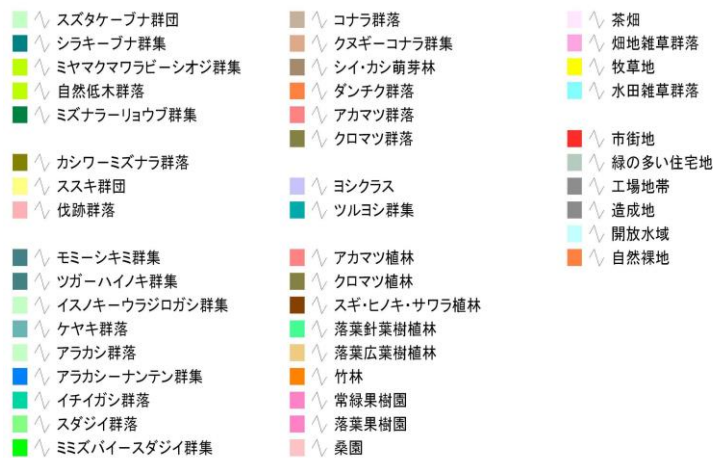 スズタケーブナ群団
シラキーブナ群集
ミヤマクマワラビーシオジ群集
自然低木群落
ミズナラーリョウブ群集
カシワーミズナラ群落
ススキ群団
伐跡群落
モミーシキミ群集
ツガーハイノキ群集
イスノキーウラジロガシ群集
ケヤキ群落
アラカシ群落
アラカシーナンテン群集
イチイガシ群落
スダジイ群落
ミミズバイースダジイ群集
コナラ群落
クヌギーコナラ群集
シイ・カシ萌芽林
ダンチク群落
アカマツ群落
クロマツ群落
ヨシクラス
ツルヨシ群集
アカマツ植林
クロマツ植林
スギ・ヒノキ・サワラ植林
落葉針葉樹植林
落葉広葉樹植林
竹林
常緑果樹園
落葉果樹園
桑園
茶畑
畑地雑草群落
牧草地
水田雑草群落
市街地
緑の多い住宅地
工場地帯
造成地
開放水域
自然裸地